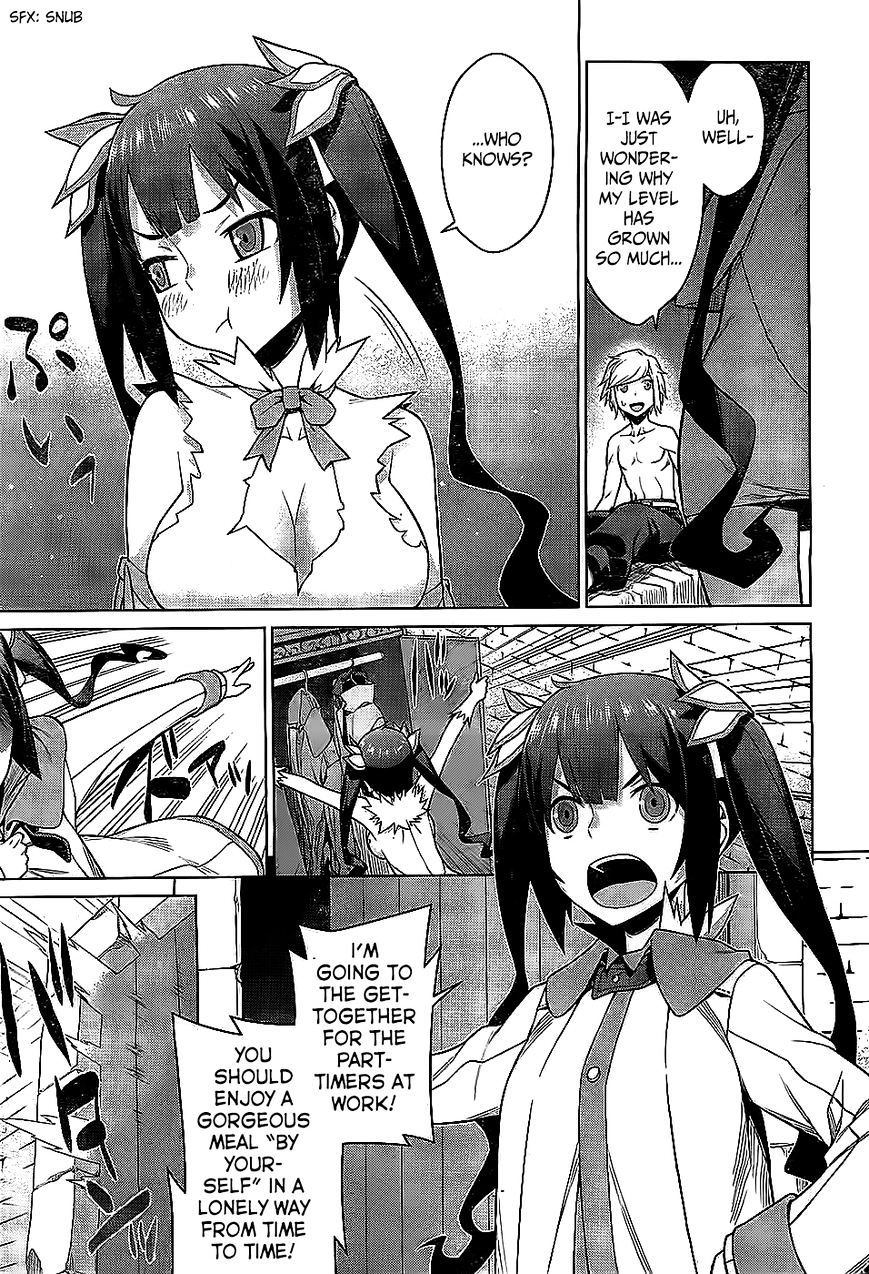 SFX: SNUB
UH,
WELL-
I-I WAS
JUST
WONDER-
ING WHY
MY LEVEL
HAS
GROWN
SO MUCH...
...WHO
KNOWS?
ぷい
I'M
GOING TO
THE GET-
TOGETHER
FOR THE
PART-
TIMERS AT
WORK!
YOU
SHOULD
ENJOY A
GORGEOUS
MEAL "BY
YOUR-
SELF" IN A
LONELY WAY
FROM TIME
TO TIME!